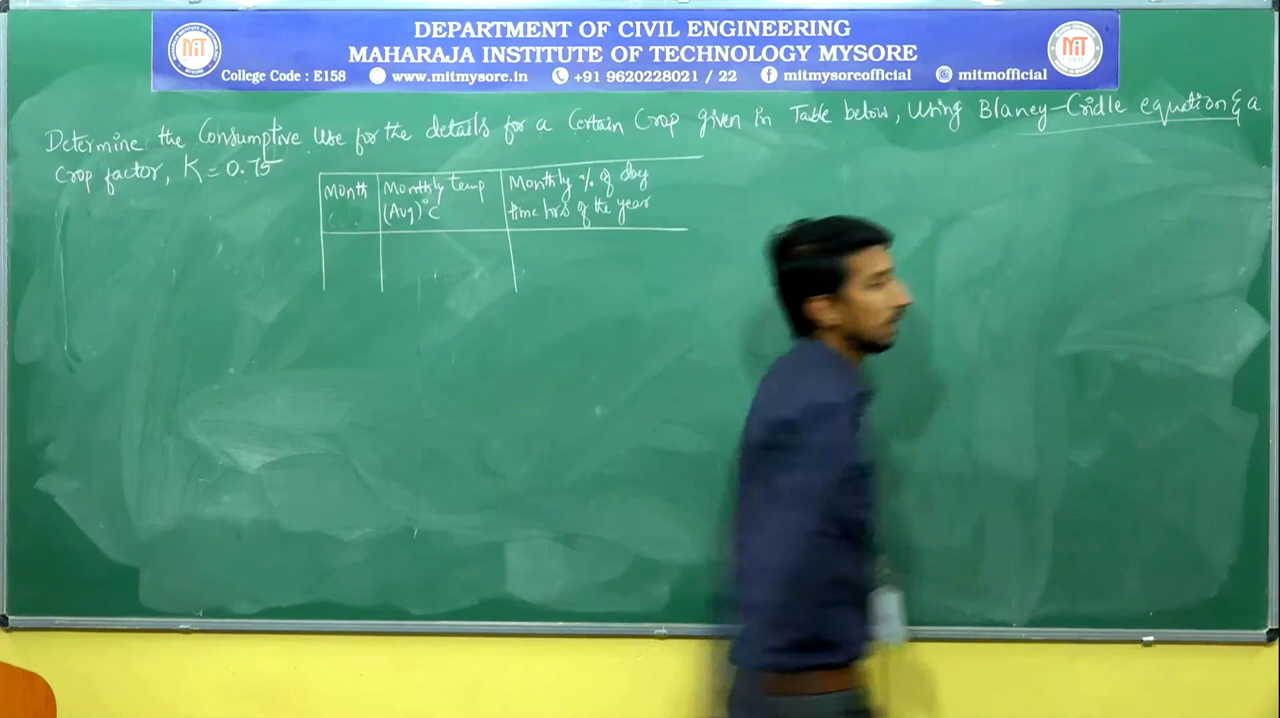 DEPARTMENT OF CIVIL ENGINEERING
MAHARAJA INSTITUTE OF TECHNOLOGY MYSORE
College Code : E158 www.mitmysore.in +91 9620228021 / 22 mitmysoreofficial mitmofficial
MIT
MIT
Determine the Consumptive Use for the details for a Certain Crop given in Table below, Using Blaney-Cridle equation & a
Crop factor, K = 0.75
Month
Monthly temp
(Avg) °C
Monthly % of day
time hrs of the year